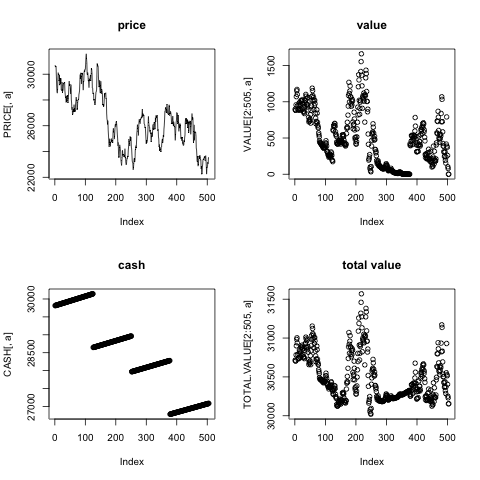 price
PRICE[, a]
22000 26000 30000
0 100 200 300 400 500
Index
value
VALUE[2:505, a]
0 500 1000 1500
0 100 200 300 400 500
Index
cash
CASH[, a]
27000 28500 30000
0 100 200 300 400 500
Index
total value
TOTAL.VALUE[2:505, a]
30000 30500 31000 31500
0 100 200 300 400 500
Index